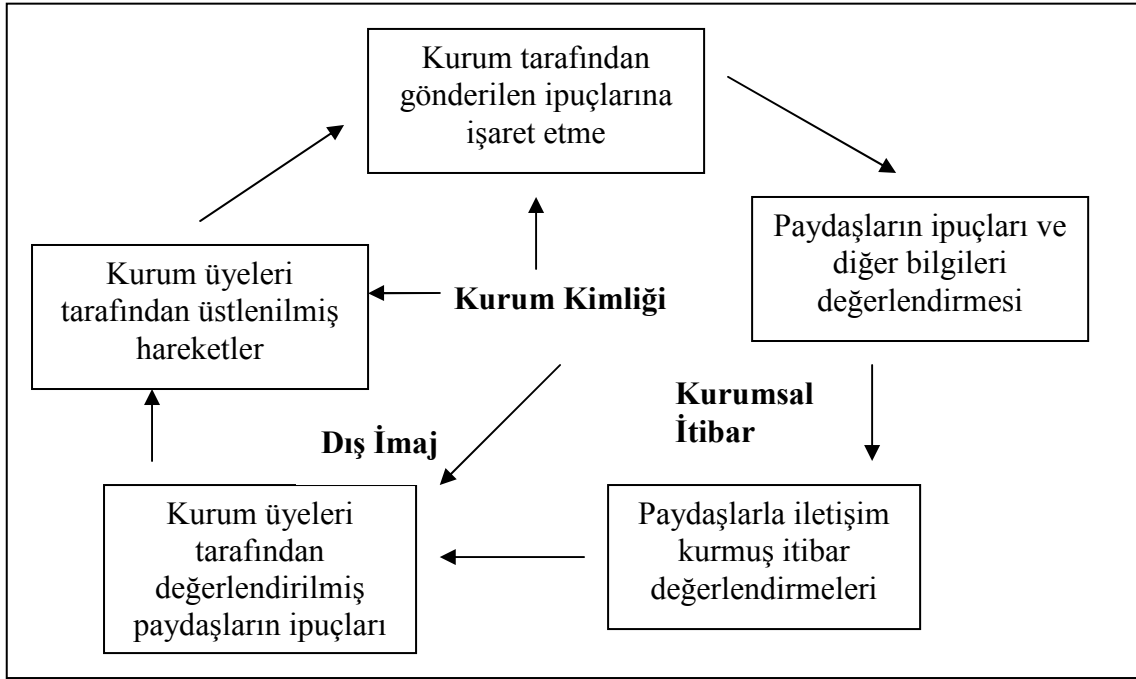 Kurum tarafından
gönderilen ipuçlarına
işaret etme
Paydaşların ipuçları ve
diğer bilgileri
değerlendirmesi
Kurum üyeleri
tarafından üstlenilmiş
hareketler
Kurum Kimliği
Kurumsal
İtibar
Dış İmaj
Kurum üyeleri
tarafından
değerlendirilmiş
paydaşların ipuçları
Paydaşlarla iletişim
kurmuş itibar
değerlendirmeleri